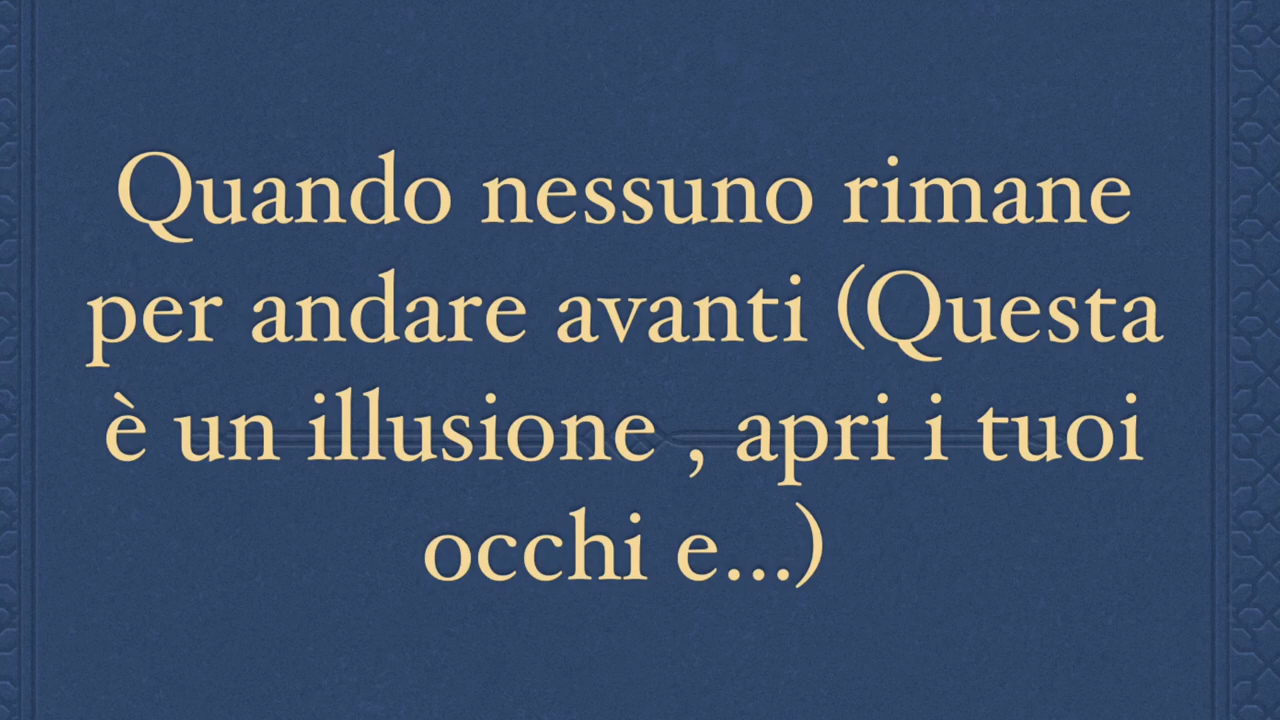 Quando nessuno rimane
per andare avanti (Questa
è un illusione , apri i tuoi
occhi e...)